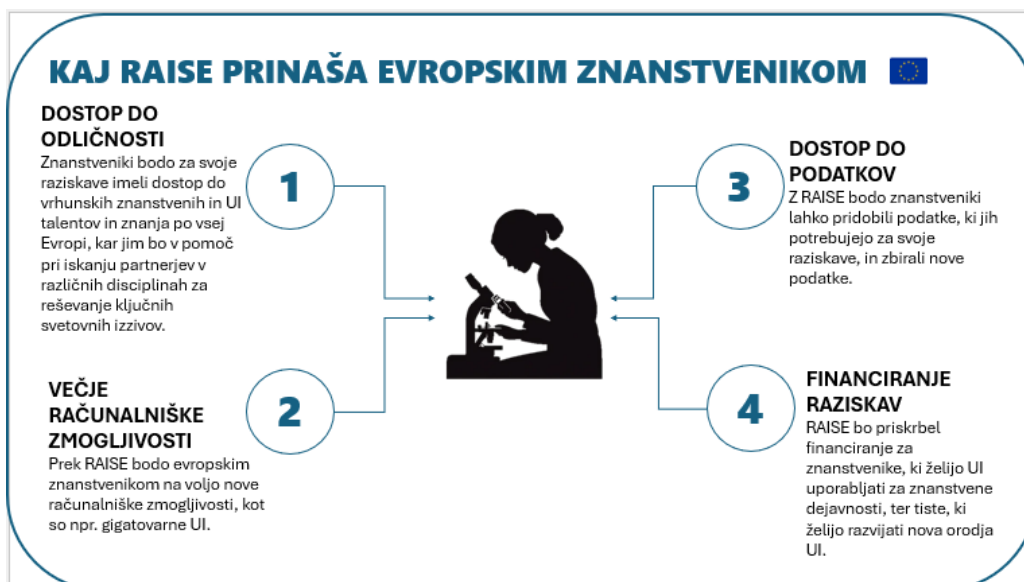 KAJ RAISE PRINAŠA EVROPSKIM ZNANSTVENIKOM
DOSTOP DO
ODLIČNOSTI
Znanstveniki bodo za svoje
raziskave imeli dostop do
vrhunskih znanstvenih in UI
talentov in znanja po vsej
Evropi, kar jim bo v pomoč
pri iskanju partnerjev v
različnih disciplinah za
reševanje ključnih
svetovnih izzivov.
1
VEČJE
RAČUNALNIŠKE
ZMOGLJIVOSTI
Prek RAISE bodo evropskim
znanstvenikom na voljo nove
računalniške zmogljivosti, kot
so npr. gigatovarne UI.
2
3
DOSTOP DO
PODATKOV
Z RAISE bodo znanstveniki
lahko pridobili podatke, ki jih
potrebujejo za svoje
raziskave, in zbirali nove
podatke.
4
FINANCIRANJE
RAZISKAV
RAISE bo priskrbel
financiranje za
znanstvenike, ki želijo UI
uporabljati za znanstvene
dejavnosti, ter tiste, ki
želijo razvijati nova orodja
UI.